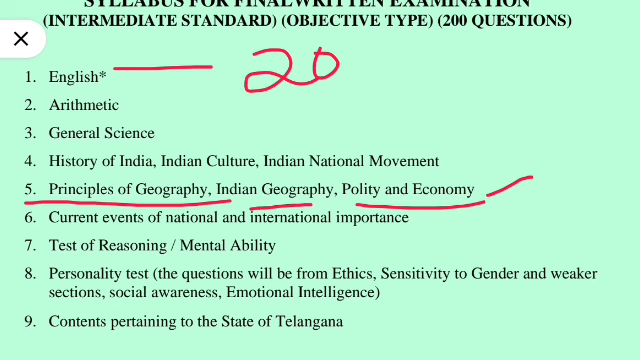 SYLLABUS FOR FINAL WRITTEN EXAMINATION
(INTERMEDIATE STANDARD) (OBJECTIVE TYPE) (200 QUESTIONS)
20
1. English*
2. Arithmetic
3. General Science
4. History of India, Indian Culture, Indian National Movement
5. Principles of Geography, Indian Geography, Polity and Economy
6. Current events of national and international importance
7. Test of Reasoning / Mental Ability
8. Personality test (the questions will be from Ethics, Sensitivity to Gender and weaker
sections, social awareness, Emotional Intelligence)
9. Contents pertaining to the State of Telangana